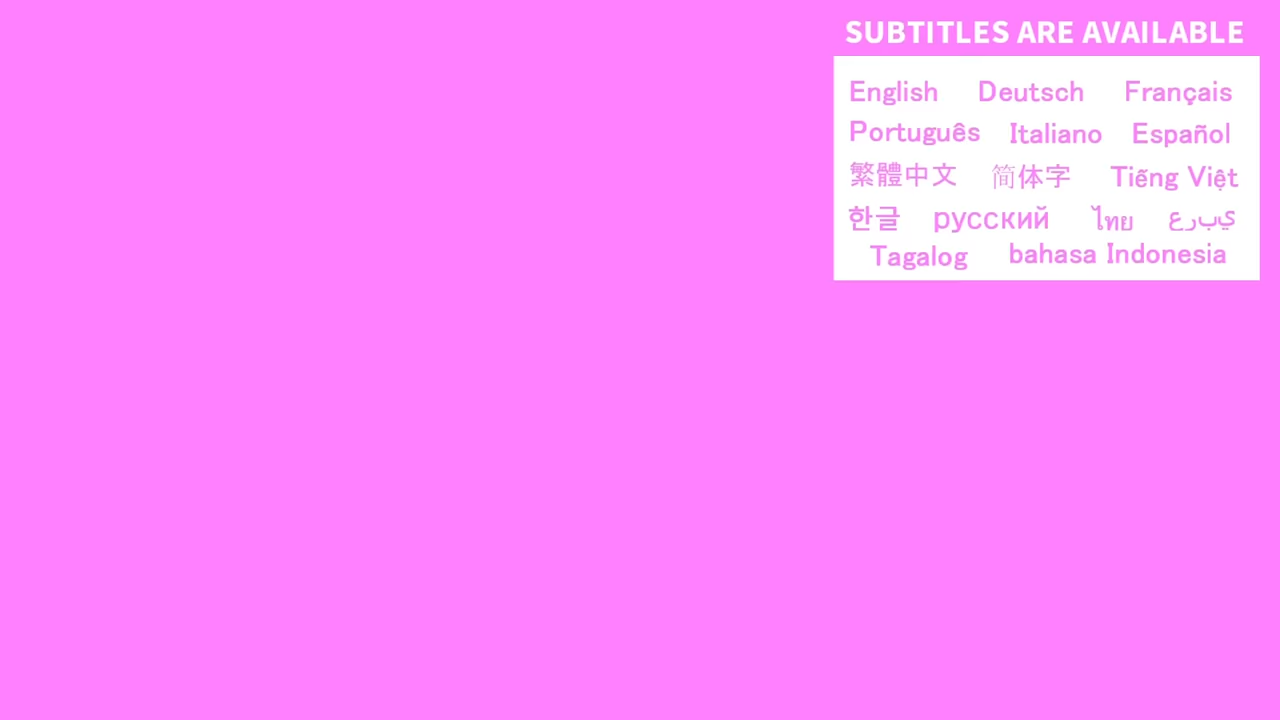 SUBTITLES ARE AVAILABLE
English Deutsch Français
Português Italiano Español
繁體中文 简体字 Tiếng Việt
한글 русский ไทย ي‌ب‌ر‌ع
Tagalog bahasa Indonesia